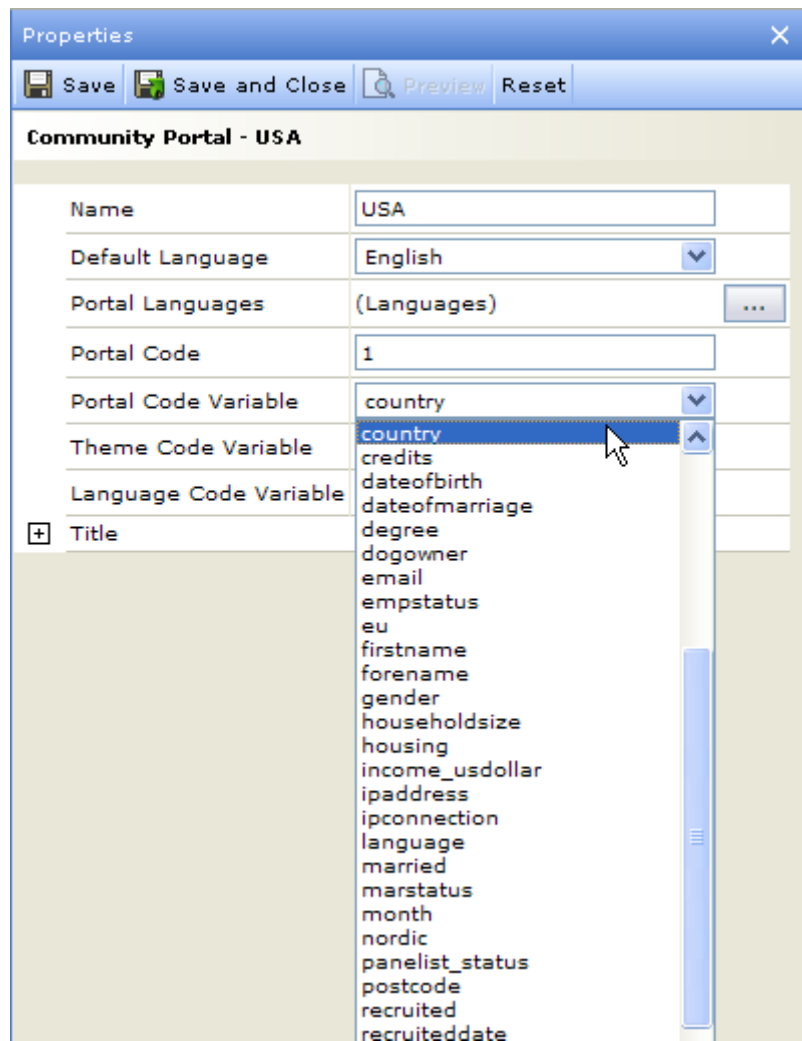 Properties
Save Save and Close Preview Reset
Community Portal - USA
Name USA
Default Language English
Portal Languages (Languages) ...
Portal Code 1
Portal Code Variable country
Theme Code Variable
Language Code Variable
Title
country
credits
dateofbirth
dateofmarriage
degree
dogowner
email
empstatus
eu
firstname
forename
gender
householdsize
housing
income_usdollar
ipaddress
ipconnection
language
married
marstatus
month
nordic
panelist_status
postcode
recruited
recruiteddate